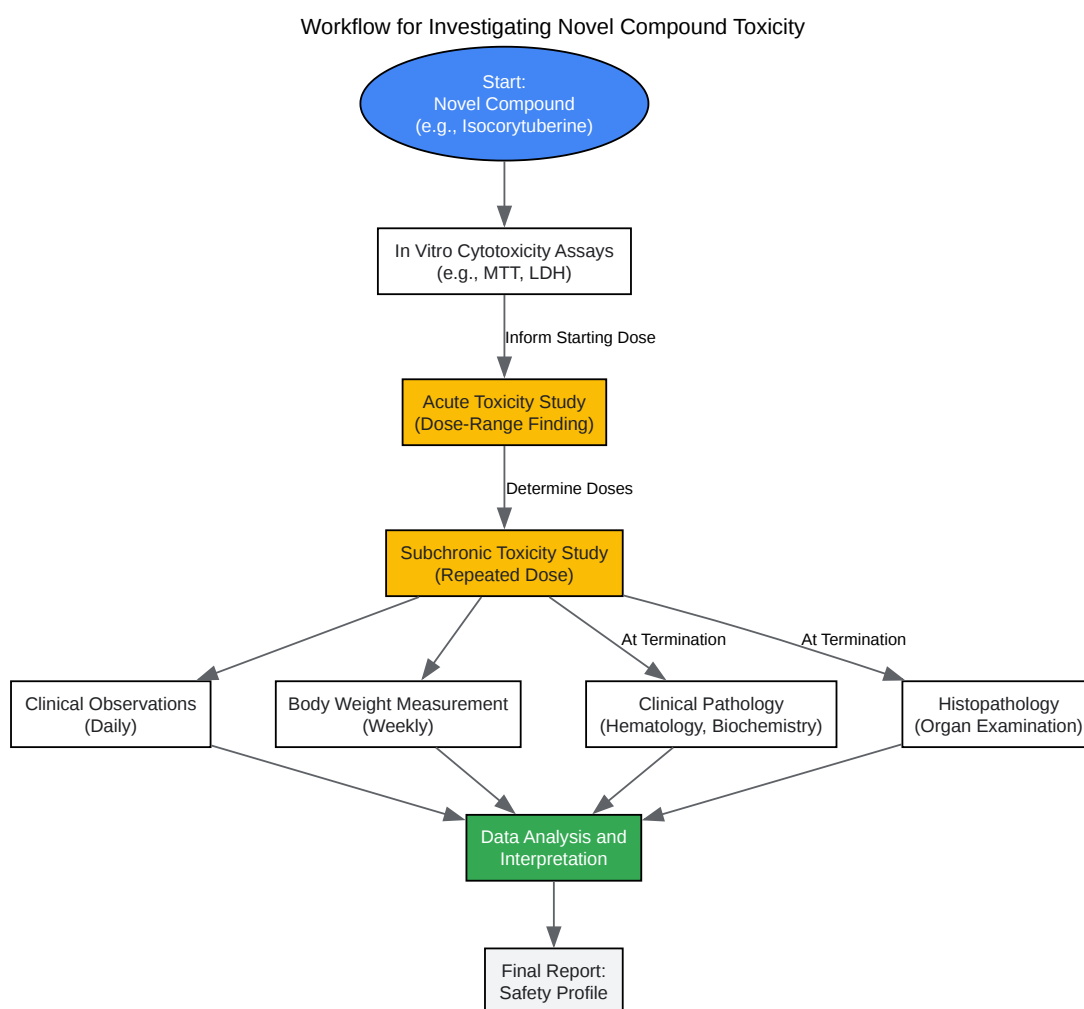 Workflow for Investigating Novel Compound Toxicity
Start:
Novel Compound
(e.g., Isocorytuberine)
In Vitro Cytotoxicity Assays
(e.g., MTT, LDH)
Inform Starting Dose
Acute Toxicity Study
(Dose-Range Finding)
Determine Doses
Subchronic Toxicity Study
(Repeated Dose)
At Termination
At Termination
Clinical Observations
(Daily)
Body Weight Measurement
(Weekly)
Clinical Pathology
(Hematology, Biochemistry)
Histopathology
(Organ Examination)
Data Analysis and
Interpretation
Final Report:
Safety Profile